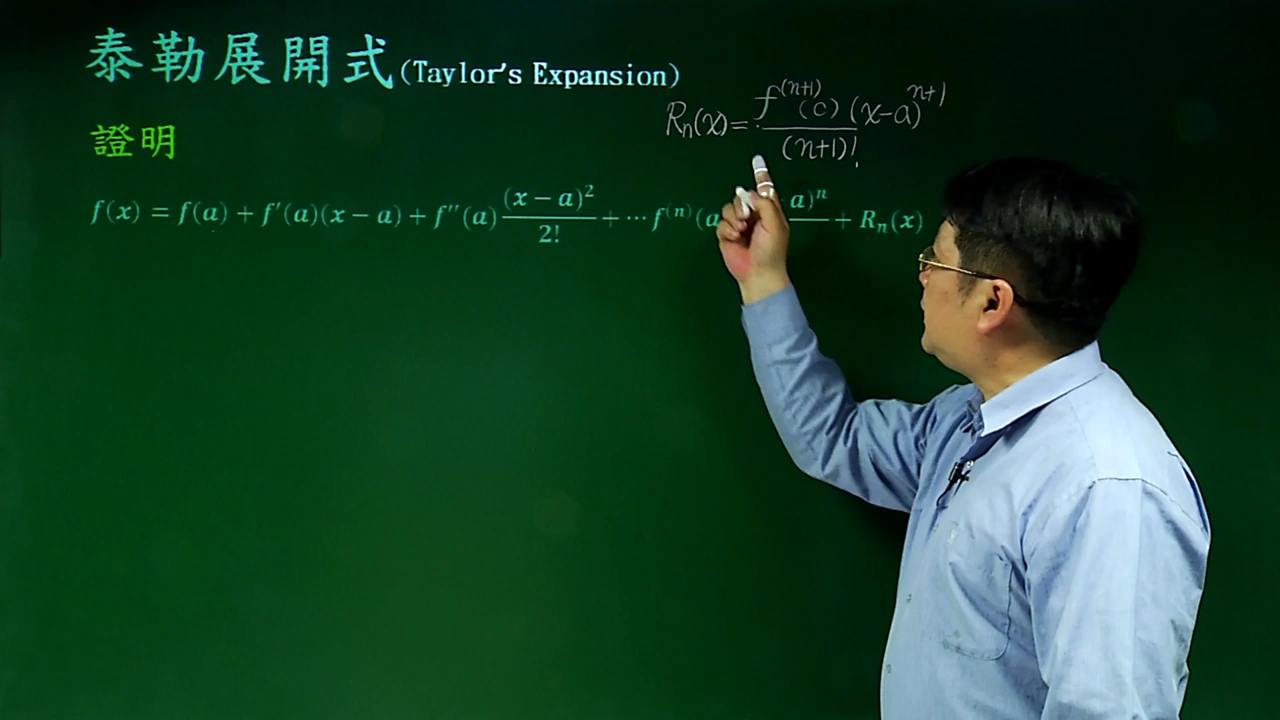 泰勒展開式(Taylor's Expansion)
Rₙ(x)= f⁽ⁿ⁺¹⁾(c)/(n+1)! (x-a)ⁿ⁺¹
證明
f(x) = f(a) + f′(a)(x − a) + f″(a) (x − a)²/2! + ⋯ f⁽ⁿ⁾(a a)ⁿ + Rₙ(x)